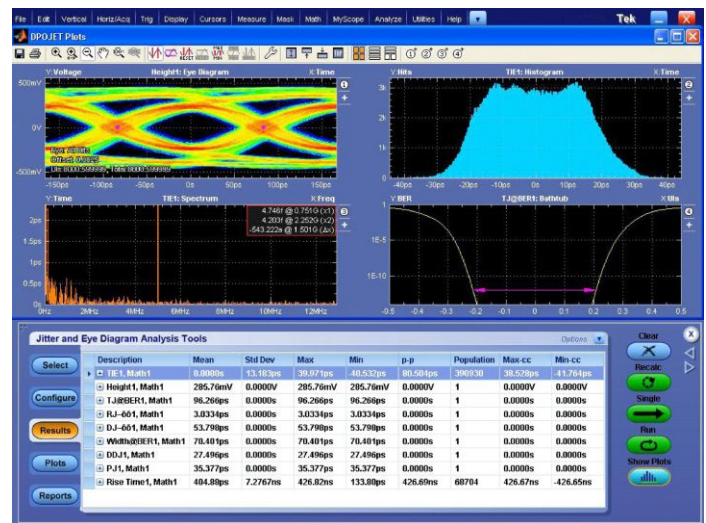 File Edit Vertical Horiz/Acq Trig Display Cursors Measure Mask Math MyScope Analyze Utilities Help Tek X
DPOJET Plots
Y:Voltage Height1: Eye Diagram X:Time
500mV
0V
-500mV
-150ps -100ps -50ps 0s 50ps 100ps 150ps
Y:Hits TIE1: Histogram X:Time
3k
2k
1k
0
-40ps -30ps -20ps -10ps 0s 10ps 20ps 30ps 40ps
Y:Time TIE1: Spectrum X:Freq
4.746f @ 0.751G (x1)
4.203f @ 2.252G (x2)
-543.222a @ 1.501G (Δx)
2ps
1.5ps
1ps
0.5ps
0s
0Hz 2MHz 4MHz 6MHz 8MHz 10MHz 12MHz
Y:BER TJ@BER1: Bathtub X:UIs
1
1E-5
1E-10
-0.5 -0.4 -0.3 -0.2 -0.1 0 0.1 0.2 0.3 0.4 0.5
Jitter and Eye Diagram Analysis Tools Options
Select
Configure
Results
Plots
Reports
Description Mean Std Dev Max Min p-p Population Max-cc Min-cc
TIE1, Math1 0.0000s 13.183ps 39.971ps -40.532ps 80.504ps 390930 38.528ps -41.764ps
Height1, Math1 285.76mV 0.0000V 285.76mV 285.76mV 0.0000V 1 0.0000V 0.0000V
TJ@BER1, Math1 96.266ps 0.0000s 96.266ps 96.266ps 0.0000s 1 0.0000s 0.0000s
RJ-δδ1, Math1 3.0334ps 0.0000s 3.0334ps 3.0334ps 0.0000s 1 0.0000s 0.0000s
DJ-δδ1, Math1 53.798ps 0.0000s 53.798ps 53.798ps 0.0000s 1 0.0000s 0.0000s
Width@BER1, Math1 70.401ps 0.0000s 70.401ps 70.401ps 0.0000s 1 0.0000s 0.0000s
DDJ1, Math1 27.496ps 0.0000s 27.496ps 27.496ps 0.0000s 1 0.0000s 0.0000s
PJ1, Math1 35.377ps 0.0000s 35.377ps 35.377ps 0.0000s 1 0.0000s 0.0000s
Rise Time1, Math1 404.89ps 7.2767ns 426.82ns 133.80ps 426.69ns 68704 426.67ns -426.65ns
Clear
Recalc
Single
Run
Show Plots